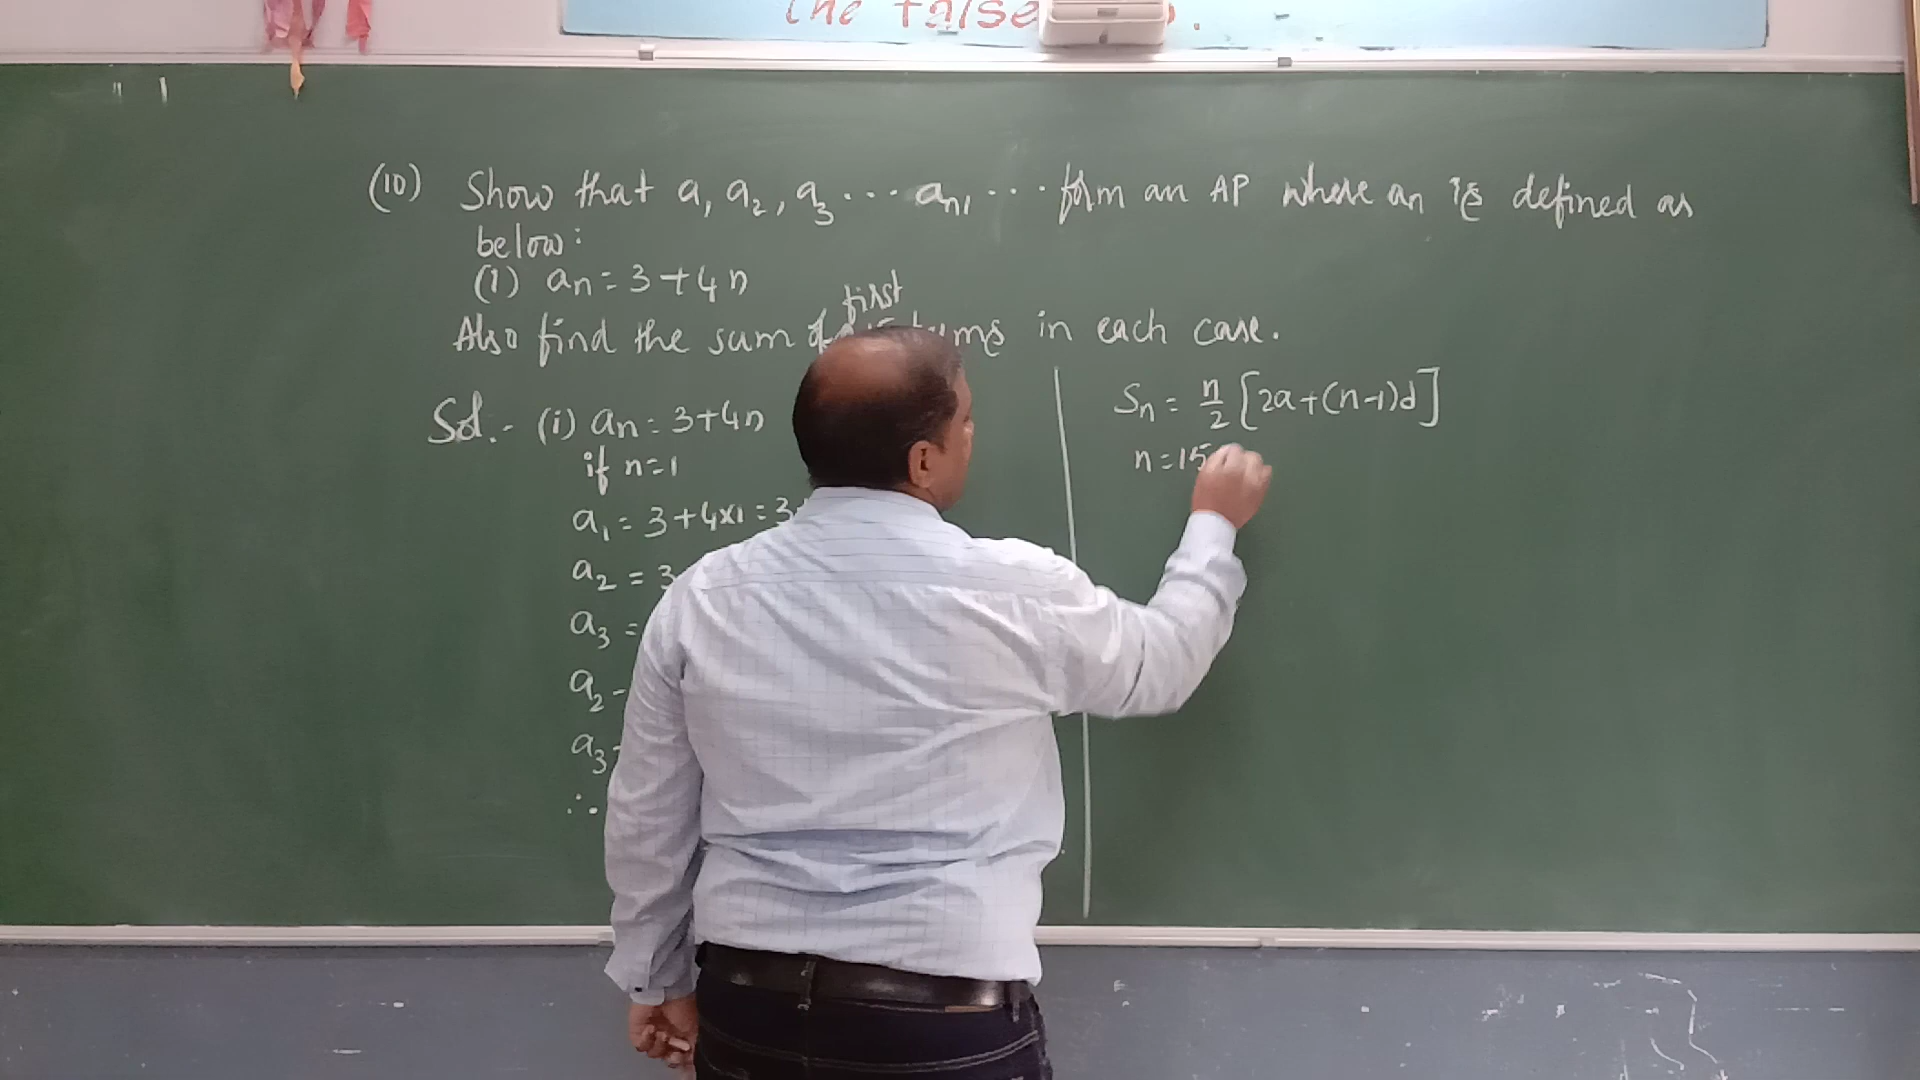 the false
(10) Show that a₁ a₂, a₃ ... an, ... form an AP where an is defined as
below:
(1) an = 3 + 4n
first
Also find the sum of terms in each case.
Sol. - (i) an = 3 + 4n
if n = 1
a₁ = 3 + 4×1 = 3
a₂ = 3
a₃ =
a₂ -
a₃ -
∴
Sn = n/2 [2a + (n-1)d]
n = 15